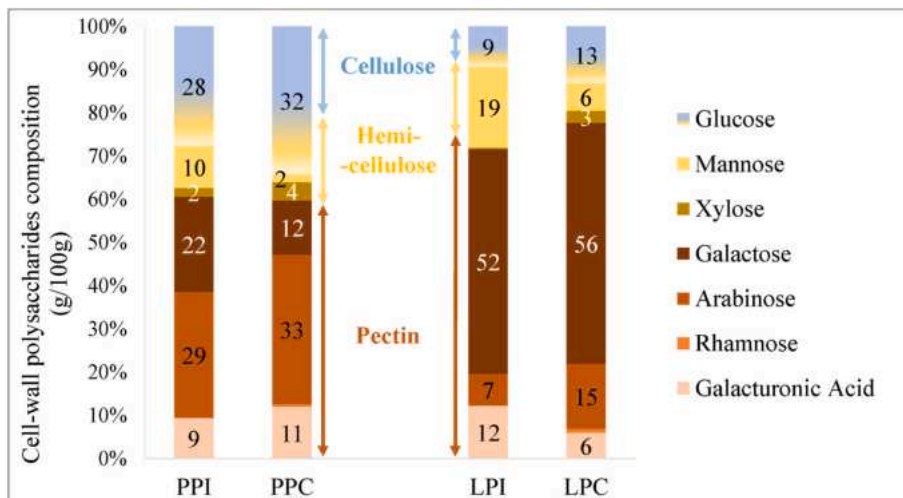 Cell-wall polysaccharides composition
(g/100g)
100%
90%
80%
70%
60%
50%
40%
30%
20%
10%
0%
28
10
2
22
29
9
PPI
32
2
4
12
33
11
PPC
Cellulose
Hemi-
-cellulose
Pectin
9
19
52
7
12
LPI
13
6
3
56
15
6
LPC
Glucose
Mannose
Xylose
Galactose
Arabinose
Rhamnose
Galacturonic Acid